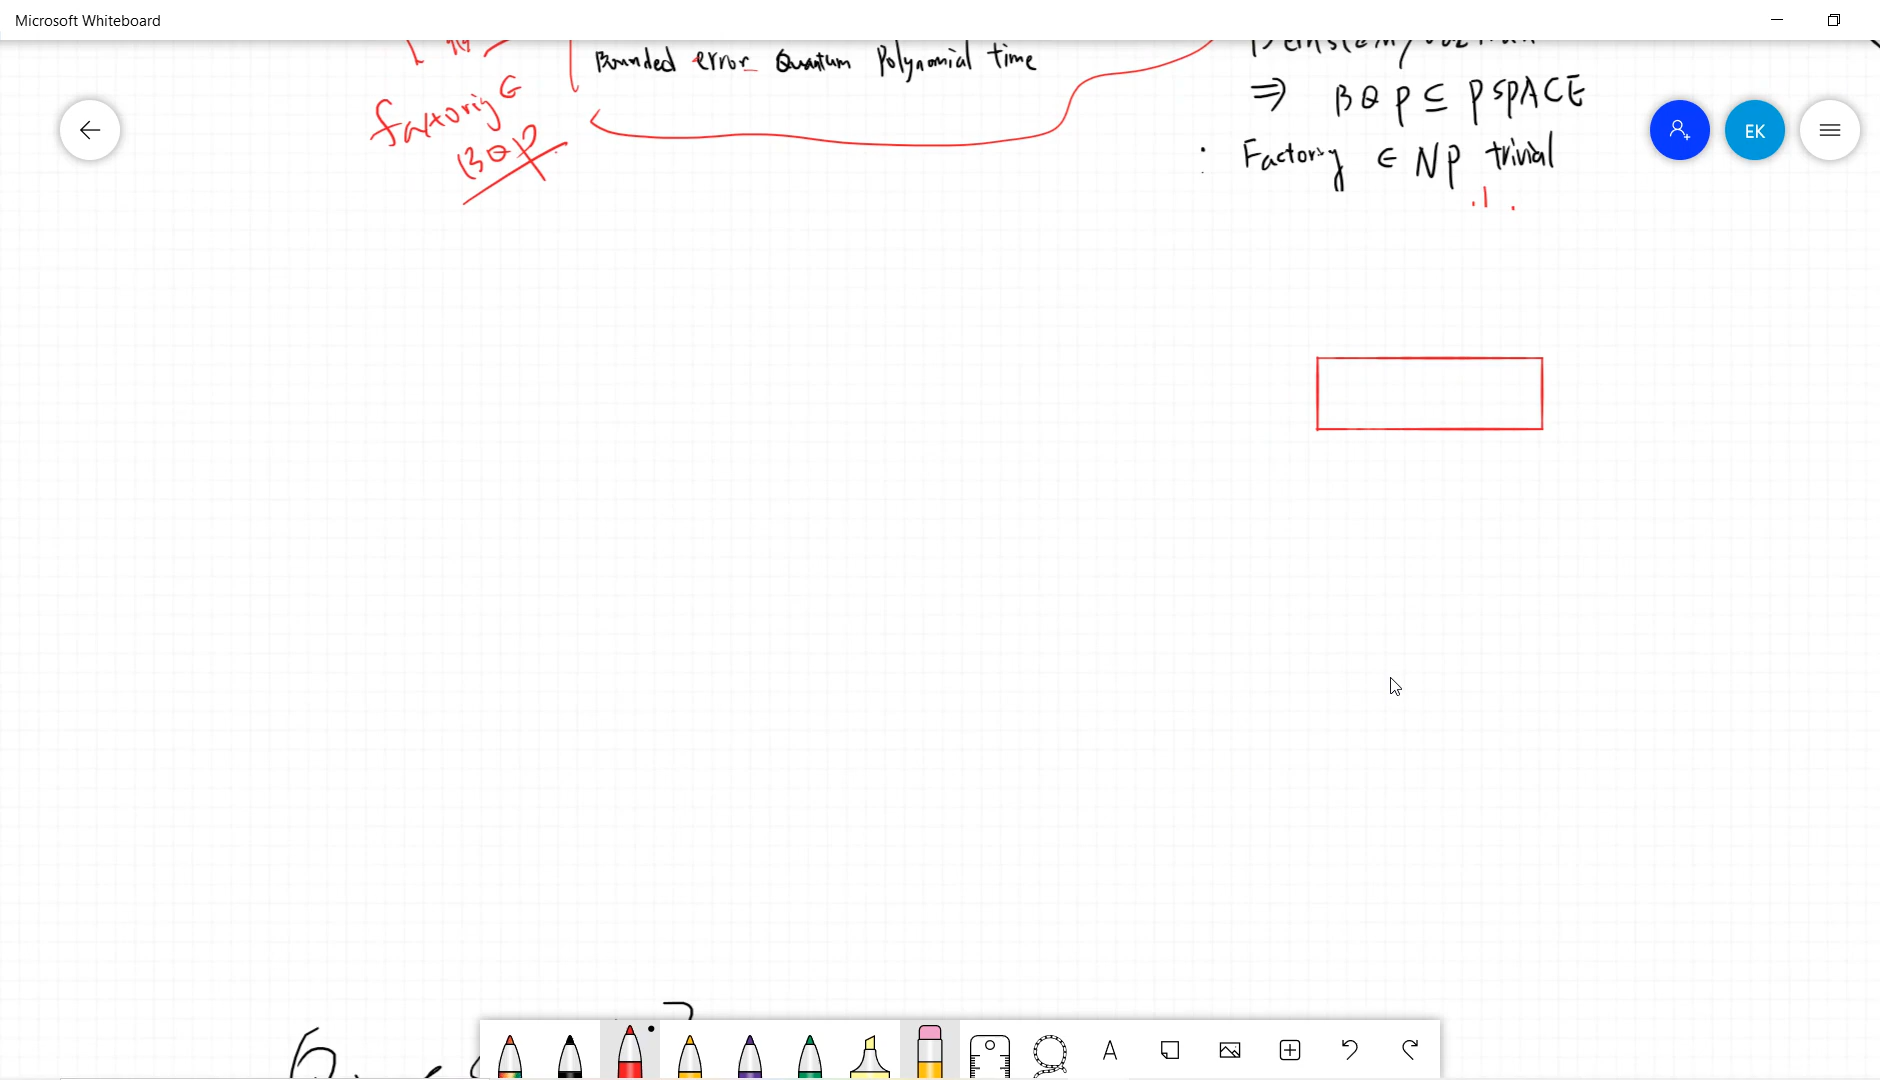 Microsoft Whiteboard
Bounded error Quantum Polynomial time
factoring ∈
BQP
⇒ BQP ⊆ PSPACE
: Factoring ∈ NP trivial
EK
A